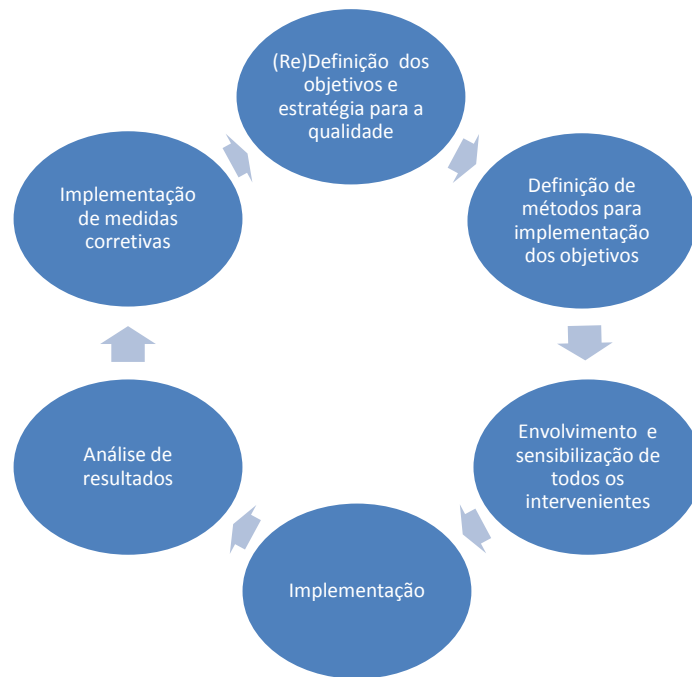 (Re)Definição dos
objetivos e
estratégia para a
qualidade
Definição de
métodos para
implementação
dos objetivos
Envolvimento e
sensibilização de
todos os
intervenientes
Implementação
Análise de
resultados
Implementação
de medidas
corretivas